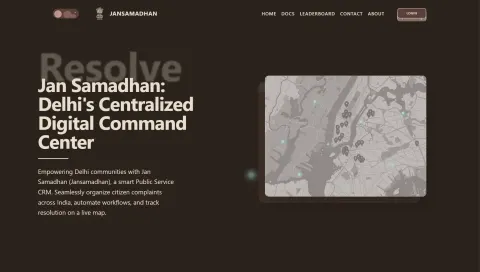 JANSAMADHAN
HOME DOCS LEADERBOARD CONTACT ABOUT
LOGIN
Resolve
Jan Samadhan:
Delhi's Centralized
Digital Command
Center
Empowering Delhi communities with Jan
Samadhan (Jansamadhan), a smart Public Service
CRM. Seamlessly organize citizen complaints
across India, automate workflows, and track
resolution on a live map.